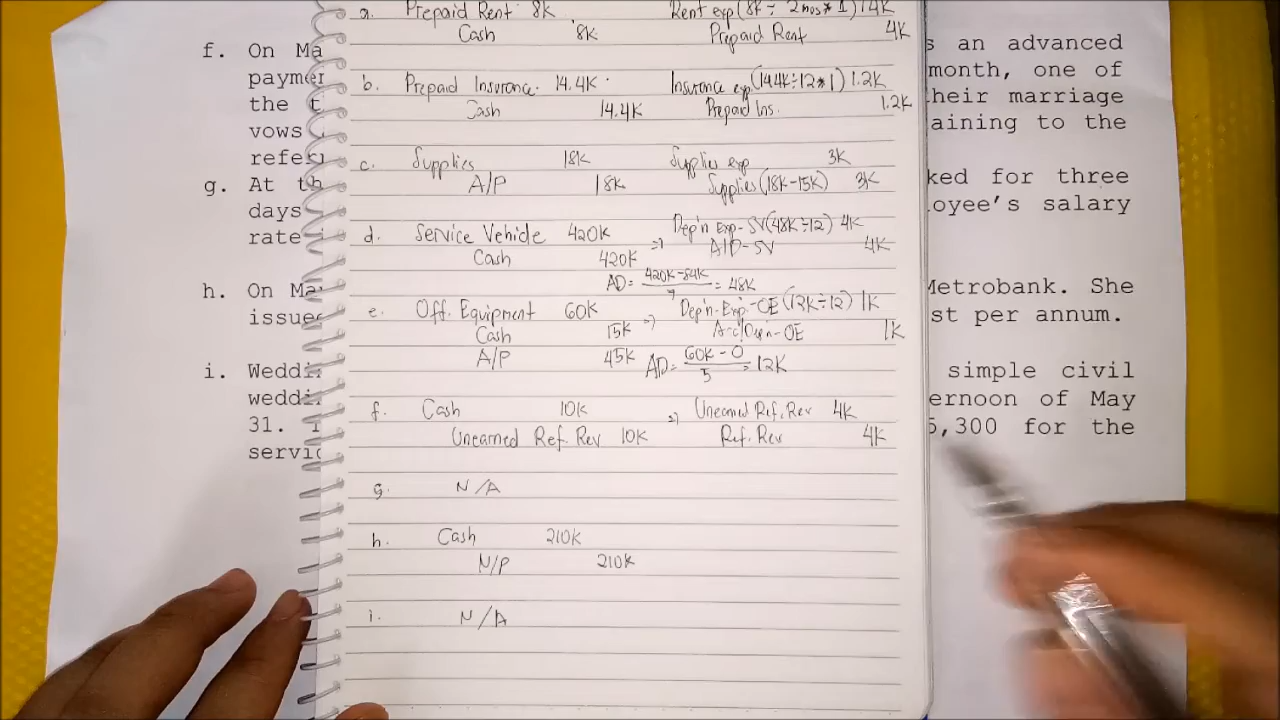 a. Prepaid Rent 8K Rent exp (8K ÷ 2mos * 1) 4K
Cash 8K Prepaid Rent 4K
b. Prepaid Insurance 14.4K Insurance exp (14.4K÷12*1) 1.2K
Cash 14.4K Prepaid Ins. 1.2K
c. Supplies 18K Supplies exp 3K
A/P 18K Supplies (18K-15K) 3K
d. Service Vehicle 420K => Dep'n Exp-SV (48K÷12) 4K
Cash 420K A/D-SV 4K
AD= 420K-84K / 7 = 48K
e. Off. Equipment 60K => Dep'n-Exp-OE (12K÷12) 1K
Cash 15K -OE 1K
A/P 45K AD= 60K-0 / 5 = 12K
f. Cash 10K => Unearned Ref. Rev 4K
Unearned Ref. Rev 10K Ref. Rev 4K
g. N/A
h. Cash 210K
N/P 210K
i. N/A
f. On Ma
paymen
the t
vows
refer
g. At th
days
rate
h. On Ma
issue
i. Weddi
weddi
31.
servic
s an advanced
month, one of
heir marriage
aining to the
ked for three
oyee's salary
Metrobank. She
st per annum.
simple civil
ernoon of May
5,300 for the